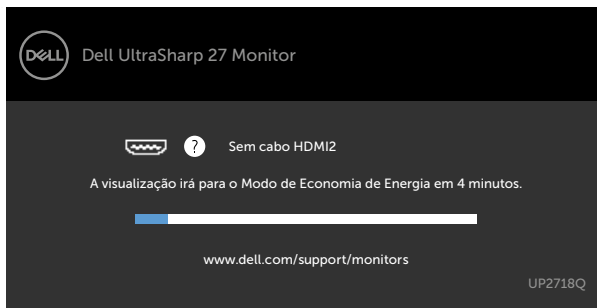 DELL
Dell UltraSharp 27 Monitor
? Sem cabo HDMI2
A visualização irá para o Modo de Economia de Energia em 4 minutos.
www.dell.com/support/monitors
UP2718Q